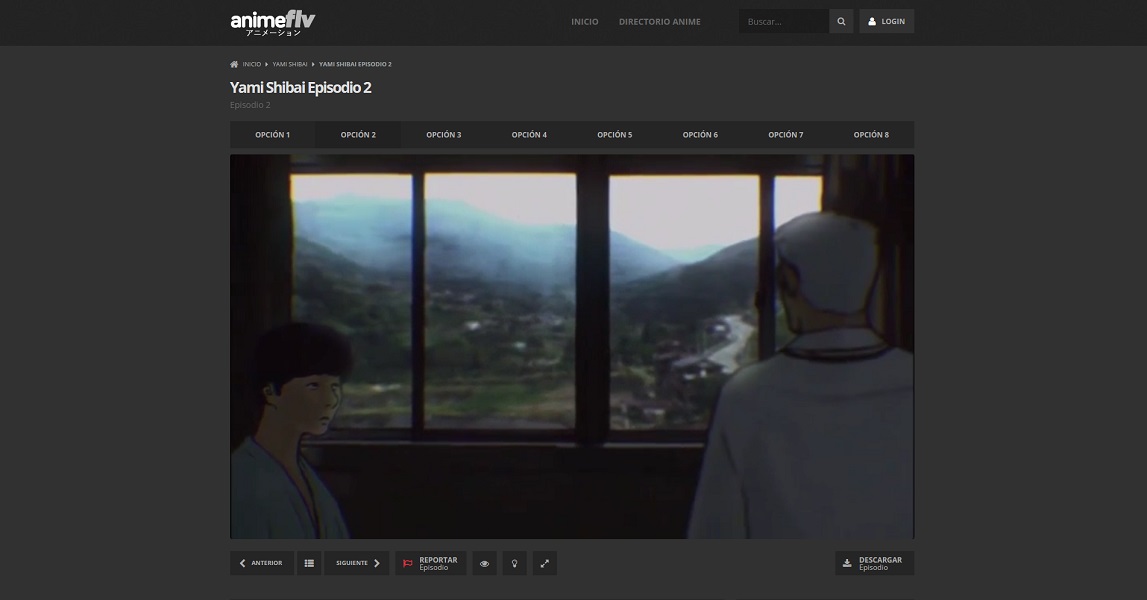 animeflv
アニメーション
INICIO
DIRECTORIO ANIME
Buscar...
LOGIN
INICIO
YAMI SHIBAI
YAMI SHIBAI EPISODIO 2
Yami Shibai Episodio 2
Episodio 2
OPCIÓN 1
OPCIÓN 2
OPCIÓN 3
OPCIÓN 4
OPCIÓN 5
OPCIÓN 6
OPCIÓN 7
OPCIÓN 8
ANTERIOR
SIGUIENTE
REPORTAR
Episodio
DESCARGAR
Episodio